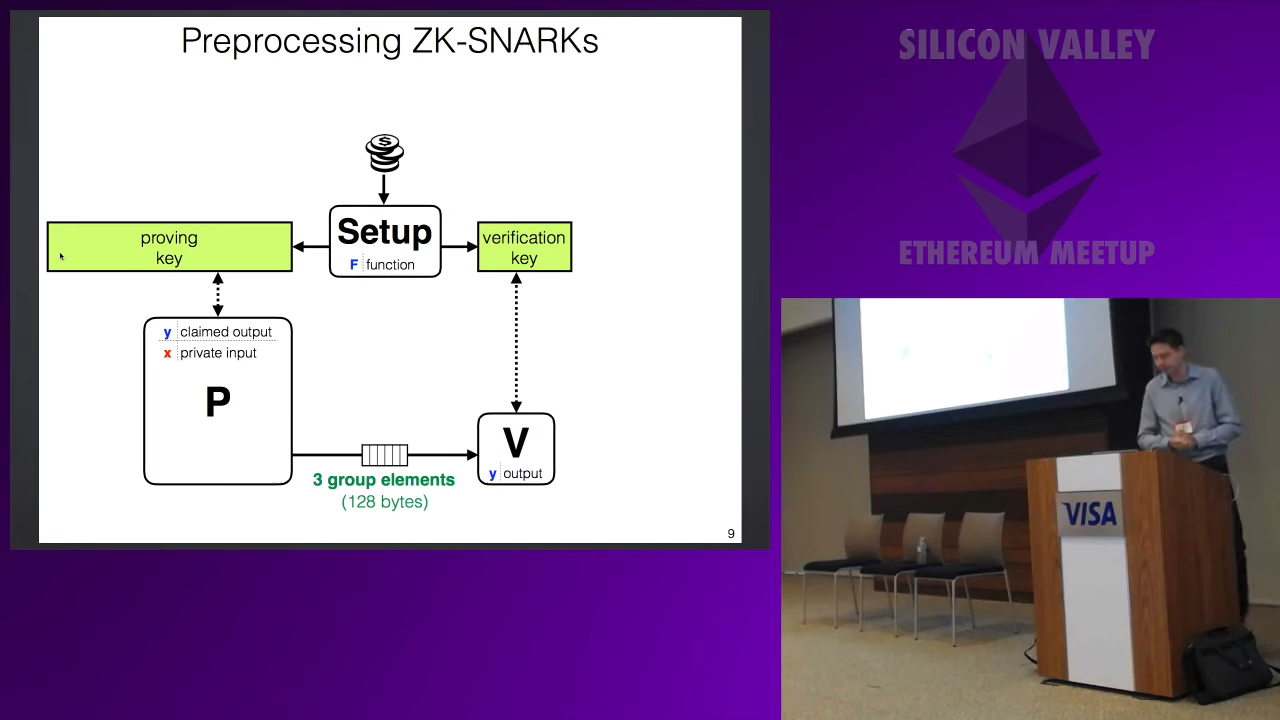 Preprocessing ZK-SNARKs
$
proving
key
Setup
F function
verification
key
y claimed output
x private input
P
V
y output
3 group elements
(128 bytes)
9
SILICON VALLEY
ETHEREUM MEETUP
VISA